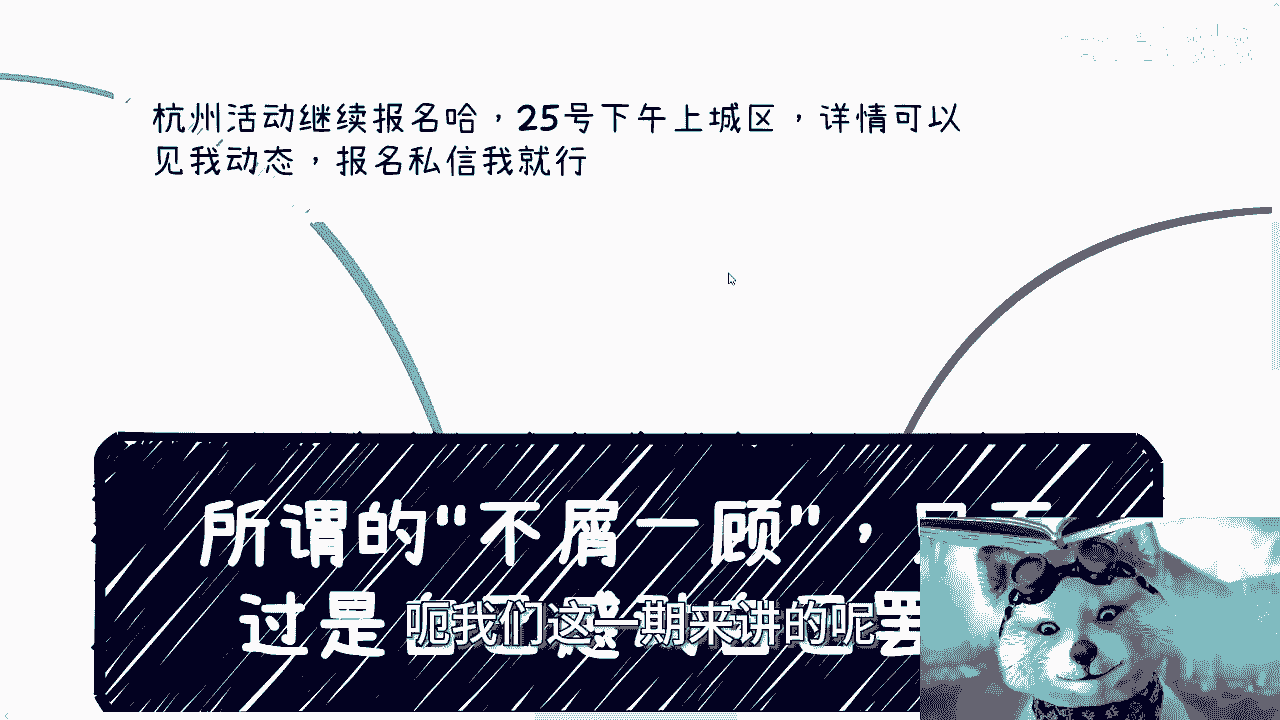 杭州活动继续报名哈，25号下午上城区，详情可以
见我动态，报名私信我就行
所谓的"不屑一顾"，
过是
呃我们这一期来讲的呢